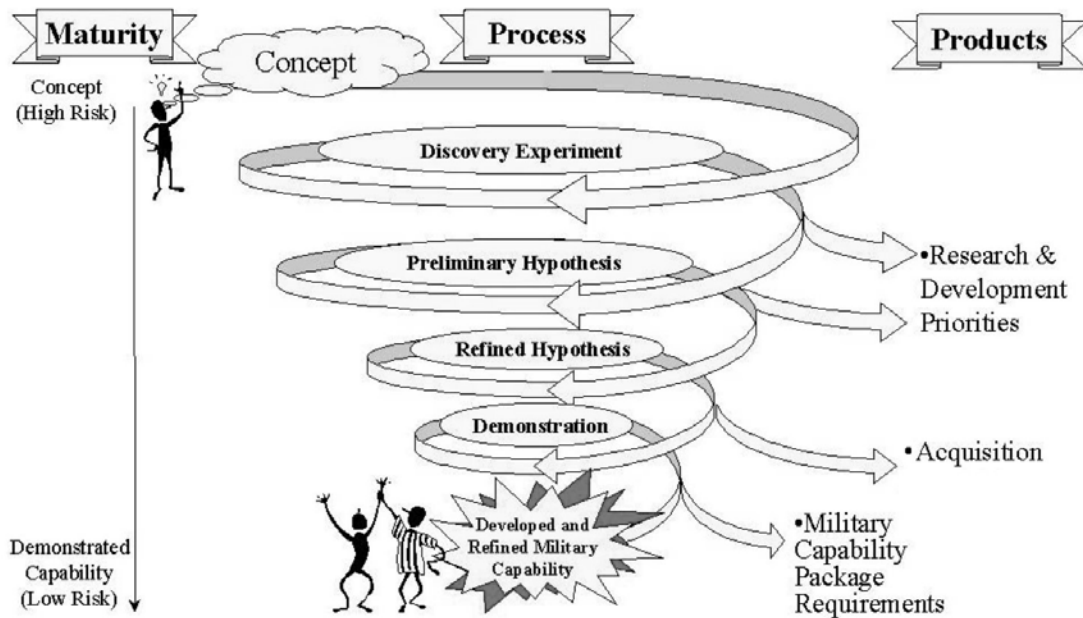 Maturity
Process
Products
Concept
Concept
(High Risk)
Discovery Experiment
Preliminary Hypothesis
•Research &
Development
Priorities
Refined Hypothesis
Demonstration
•Acquisition
Developed and
Refined Military
Capability
•Military
Capability
Package
Requirements
Demonstrated
Capability
(Low Risk)